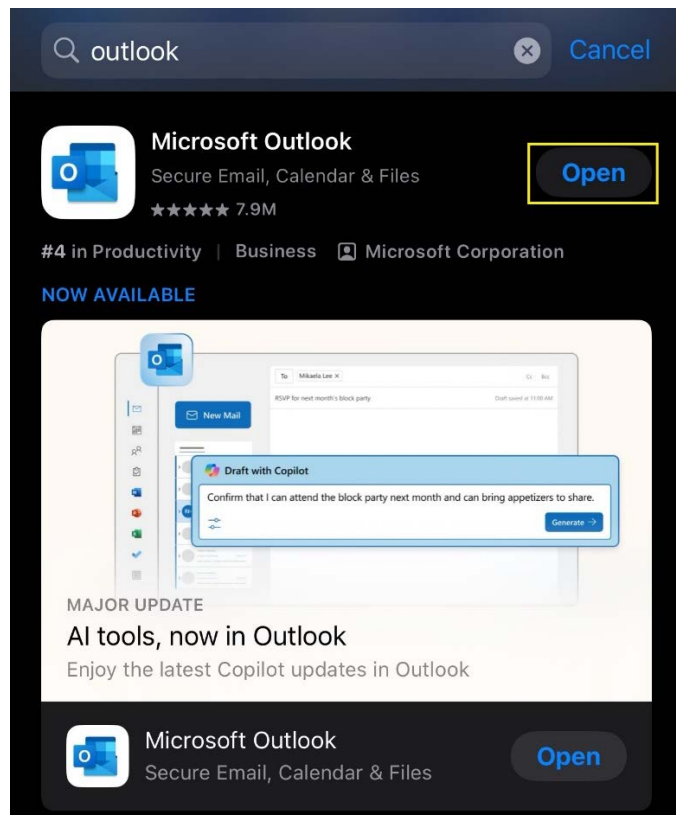 outlook
Cancel
Microsoft Outlook
Secure Email, Calendar & Files
Open
★★★★★ 7.9M
#4 in Productivity | Business Microsoft Corporation
NOW AVAILABLE
To Mikaela Lee ×
Cc Bcc
RSVP for next month's block party
Draft saved at 11:00 AM
New Mail
Draft with Copilot
Confirm that I can attend the block party next month and can bring appetizers to share.
Generate →
MAJOR UPDATE
AI tools, now in Outlook
Enjoy the latest Copilot updates in Outlook
Microsoft Outlook
Secure Email, Calendar & Files
Open